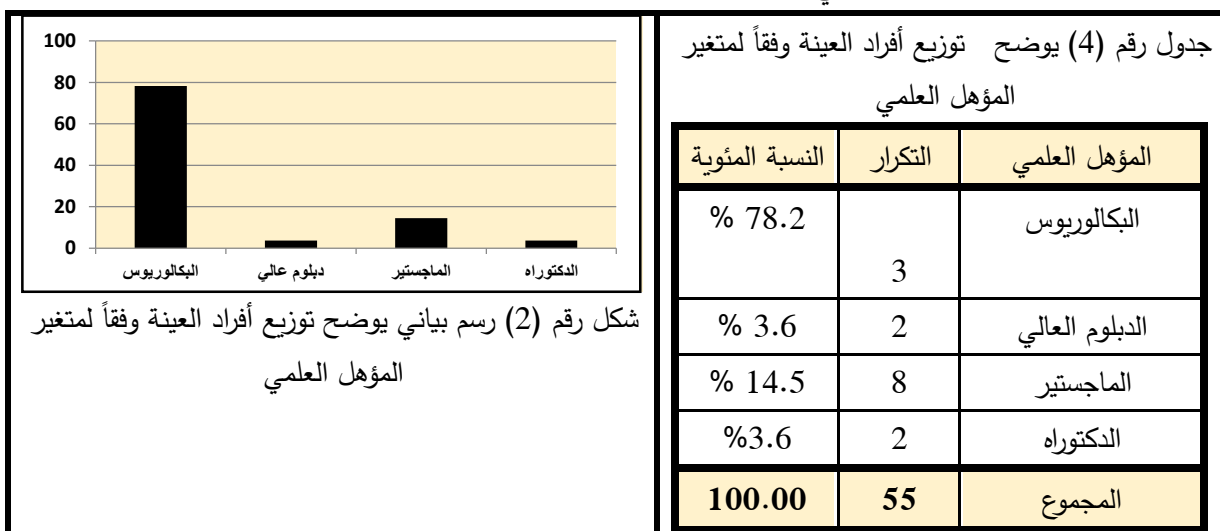 جدول رقم (4) يوضح توزيع أفراد العينة وفقاً لمتغير
المؤهل العلمي
المؤهل العلمي التكرار النسبة المئوية
البكالوريوس 78.2 %
3
الدبلوم العالي 2 3.6 %
الماجستير 8 14.5 %
الدكتوراه 2 3.6%
المجموع 55 100.00
100
80
60
40
20
0
البكالوريوس دبلوم عالي الماجستير الدكتوراه
شكل رقم (2) رسم بياني يوضح توزيع أفراد العينة وفقاً لمتغير
المؤهل العلمي